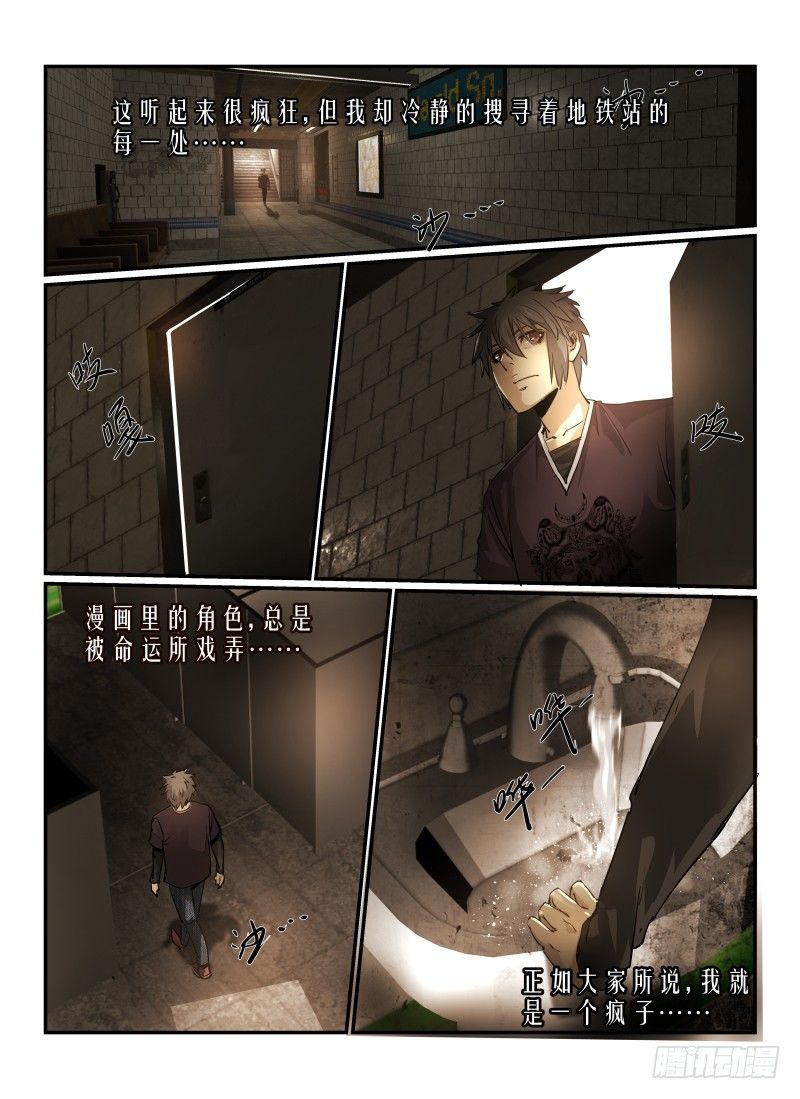 这听起来很疯狂，但我却冷静的搜寻着地铁站的
每一处……
ald Sq.
沙…
沙…
吱
嘎
吱
漫画里的角色，总是
被命运所戏弄……
哗—
哗—
沙…
正如大家所说，我就
是一个疯子……
腾讯动漫